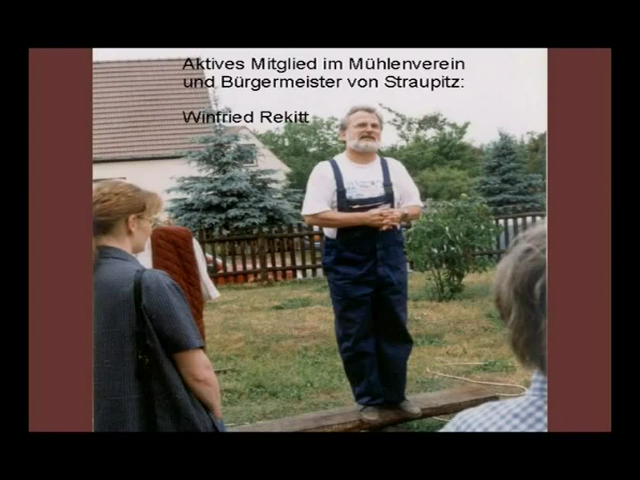 Aktives Mitglied im Mühlenverein
und Bürgermeister von Straupitz:
Winfried Rekitt